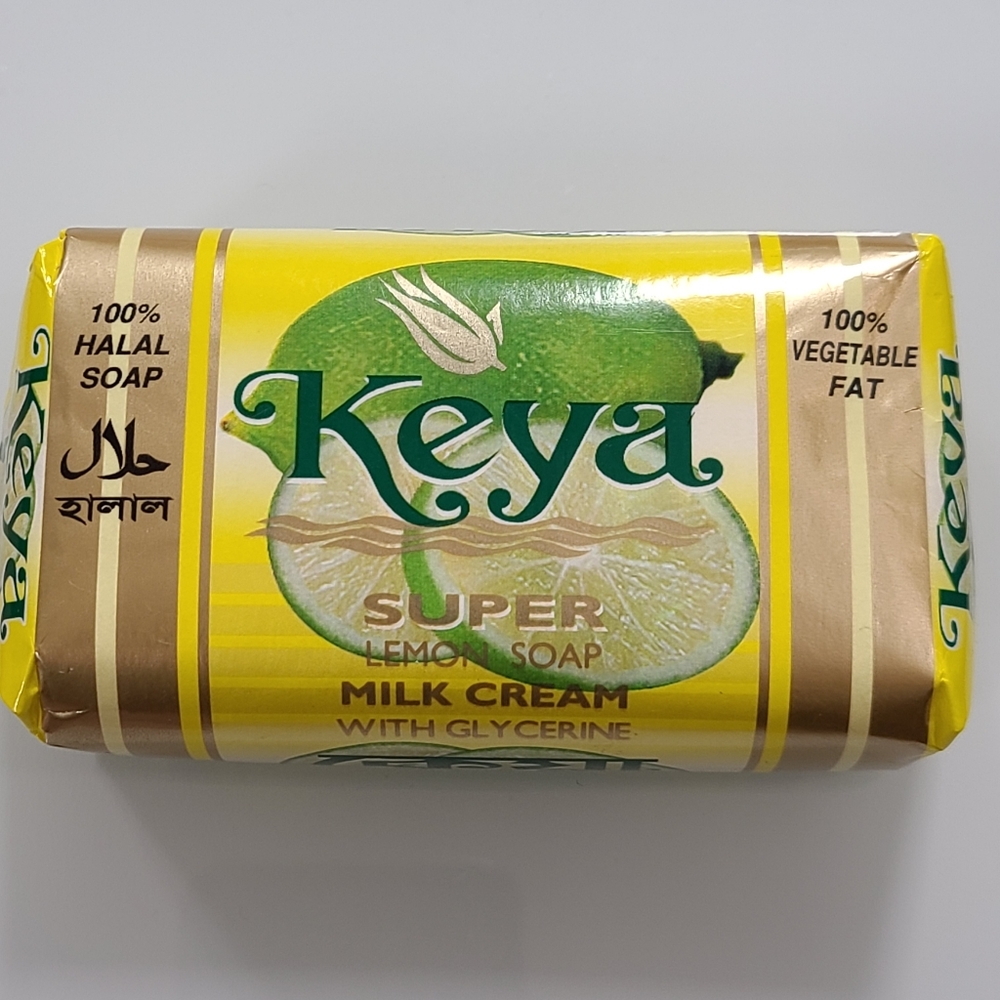 100%
HALAL
SOAP
حلال
হালাল
Keya
SUPER
LEMON SOAP
MILK CREAM
WITH GLYCERINE
100%
VEGETABLE
FAT
Keya
Keya